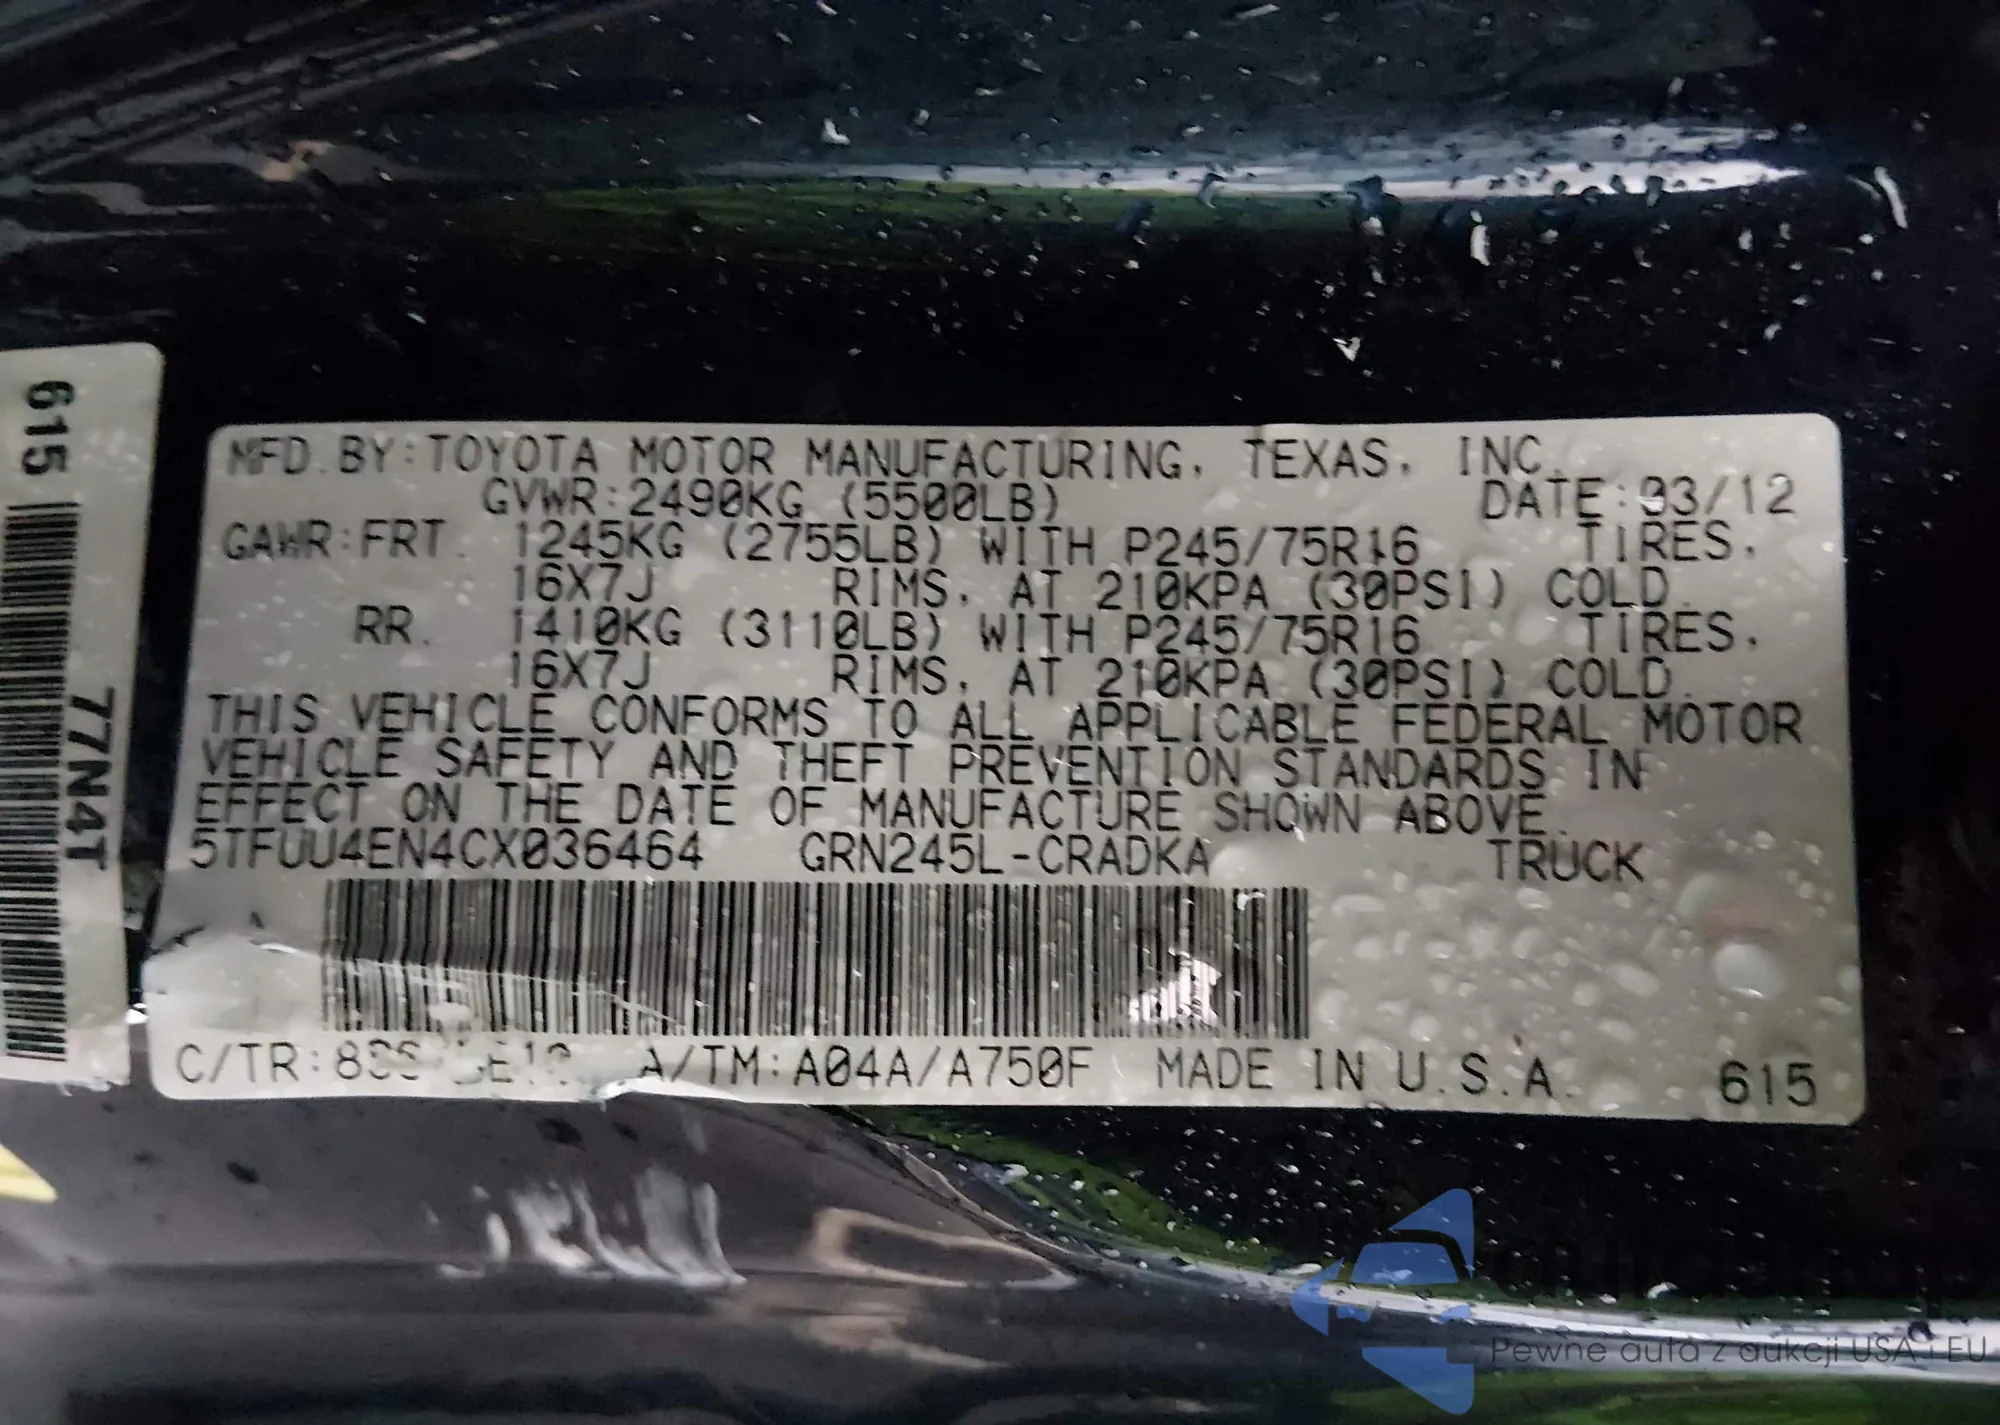 615
77N4T
MFD. BY: TOYOTA MOTOR MANUFACTURING, TEXAS, INC.
GVWR: 2490KG (5500LB) DATE: 03/12
GAWR: FRT. 1245KG (2755LB) WITH P245/75R16 TIRES,
16X7J RIMS, AT 210KPA (30PSI) COLD.
RR. 1410KG (3110LB) WITH P245/75R16 TIRES,
16X7J RIMS, AT 210KPA (30PSI) COLD.
THIS VEHICLE CONFORMS TO ALL APPLICABLE FEDERAL MOTOR
VEHICLE SAFETY AND THEFT PREVENTION STANDARDS IN
EFFECT ON THE DATE OF MANUFACTURE SHOWN ABOVE.
5TFUU4EN4CX036464 GRN245L-CRADKA TRUCK
C/TR: A/TM: A04A/A750F MADE IN U.S.A. 615
Pewne auta z aukcji USA i EU